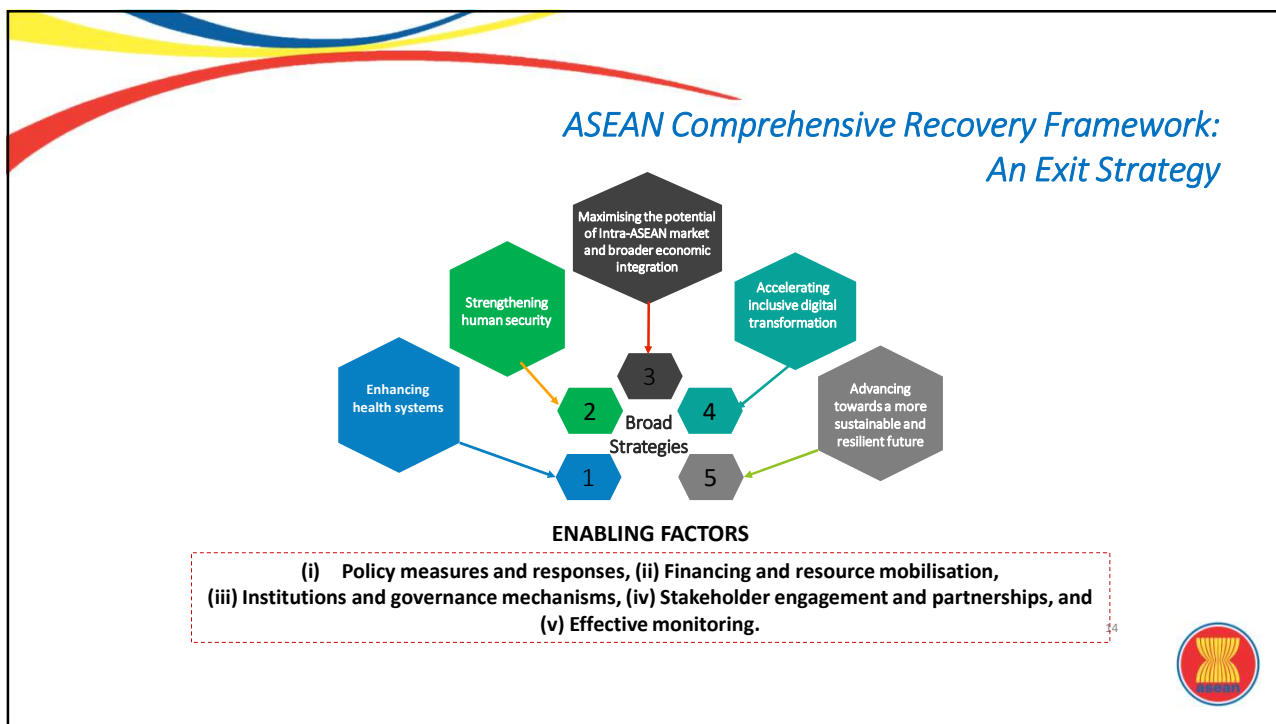 ASEAN Comprehensive Recovery Framework:
An Exit Strategy
Maximising the potential
of Intra-ASEAN market
and broader economic
integration
Strengthening
human security
Accelerating
inclusive digital
transformation
Enhancing
health systems
Advancing
towards a more
sustainable and
resilient future
3
2
4
Broad
Strategies
1
5
ENABLING FACTORS
(i) Policy measures and responses, (ii) Financing and resource mobilisation,
(iii) Institutions and governance mechanisms, (iv) Stakeholder engagement and partnerships, and
(v) Effective monitoring.
14
asean